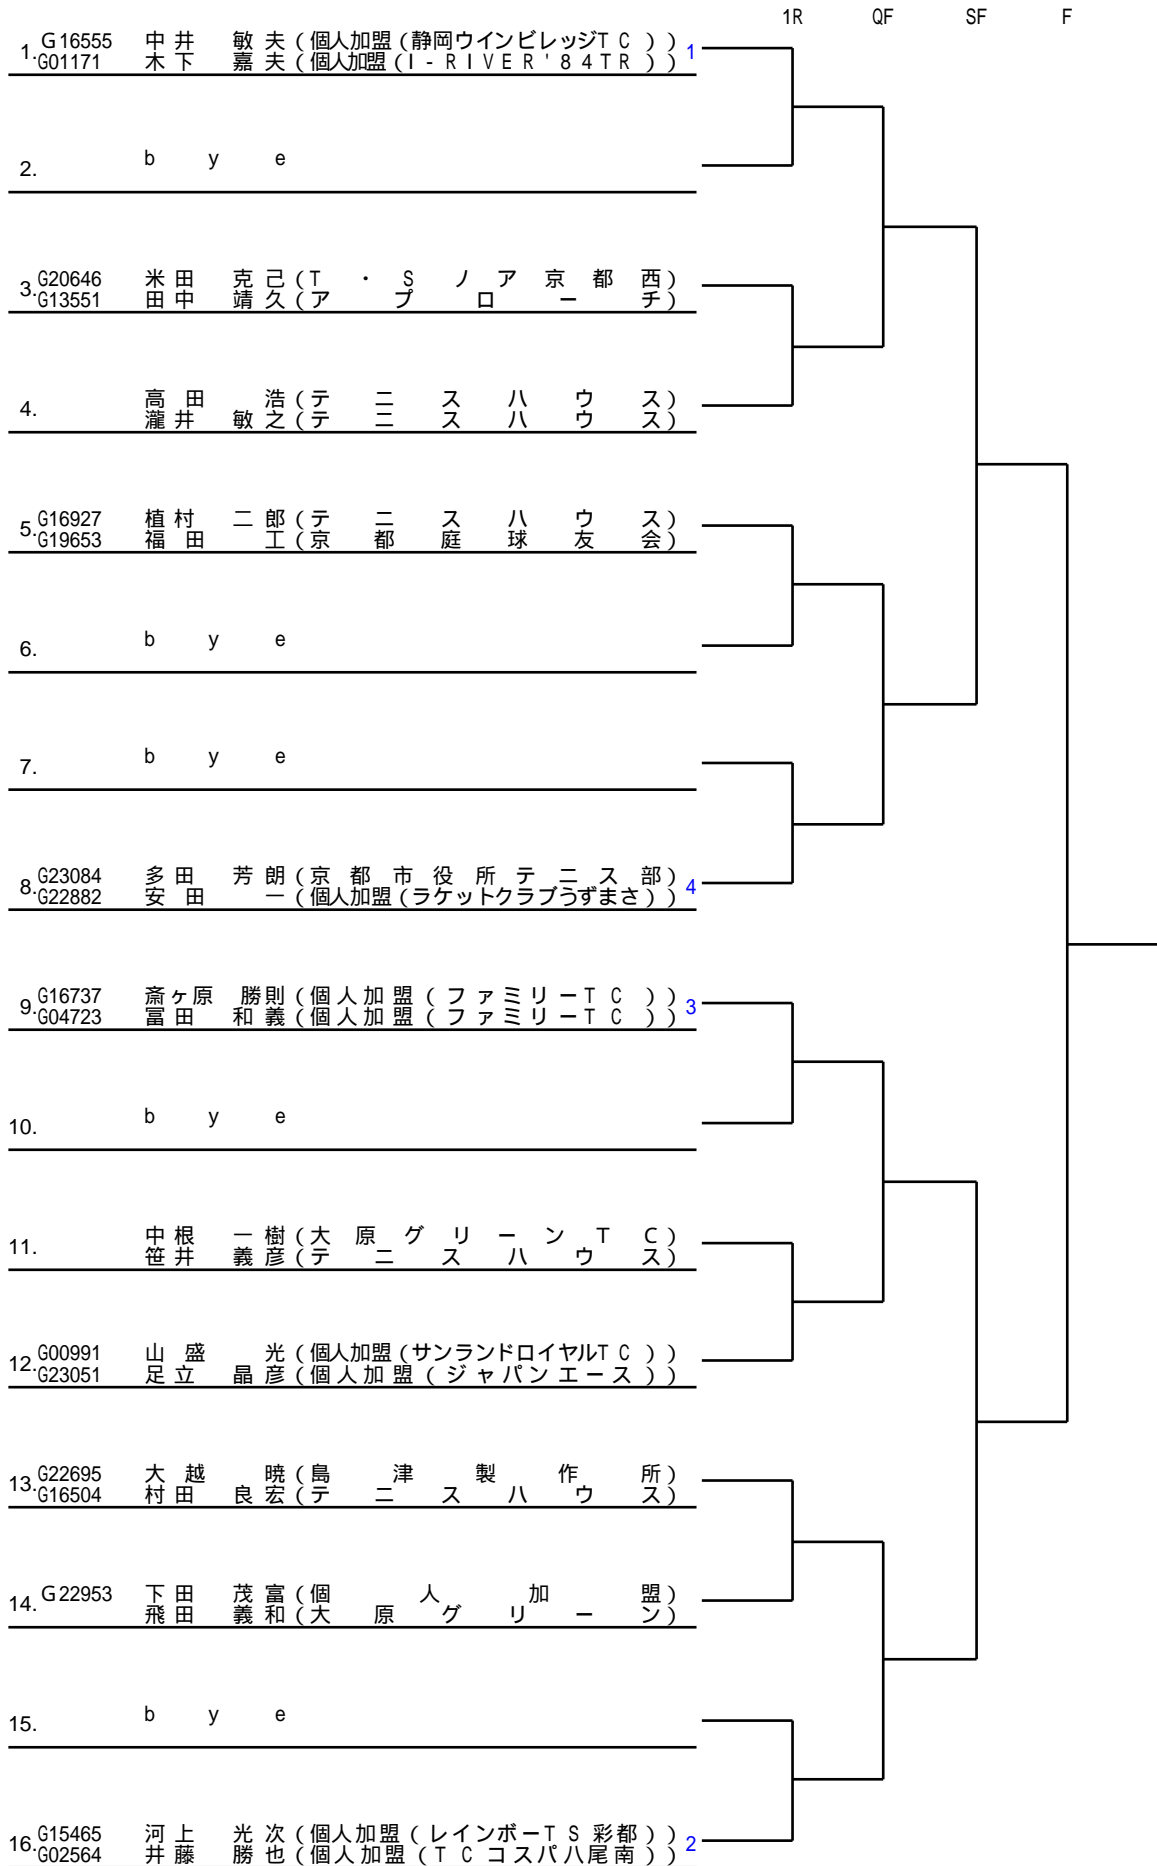 1R QF SF F
1. G16555 中井 敏夫(個人加盟(静岡ウインビレッジTC)) 1
G01171 木下 嘉夫(個人加盟(I-RIVER'84TR))
2. bye
3. G20646 米田 克己(T・Sノア京都西)
G13551 田中 靖久(アプローチ)
4. 高田 浩(テニスハウス)
瀧井 敏之(テニスハウス)
5. G16927 植村 二郎(テニスハウス)
G19653 福田 工(京都庭球友会)
6. bye
7. bye
8. G23084 多田 芳朗(京都市役所テニス部) 4
G22882 安田 一(個人加盟(ラケットクラブうずまさ))
9. G16737 斎ヶ原 勝則(個人加盟(ファミリーTC)) 3
G04723 冨田 和義(個人加盟(ファミリーTC))
10. bye
11. 中根 一樹(大原グリーンTC)
笹井 義彦(テニスハウス)
12. G00991 山盛 光(個人加盟(サンランドロイヤルTC))
G23051 足立 晶彦(個人加盟(ジャパンエース))
13. G22695 大越 暁(島津製作所)
G16504 村田 良宏(テニスハウス)
14. G22953 下田 茂富(個人加盟)
飛田 義和(大原グリーン)
15. bye
16. G15465 河上 光次(個人加盟(レインボーTS彩都)) 2
G02564 井藤 勝也(個人加盟(TCコスパ八尾南))